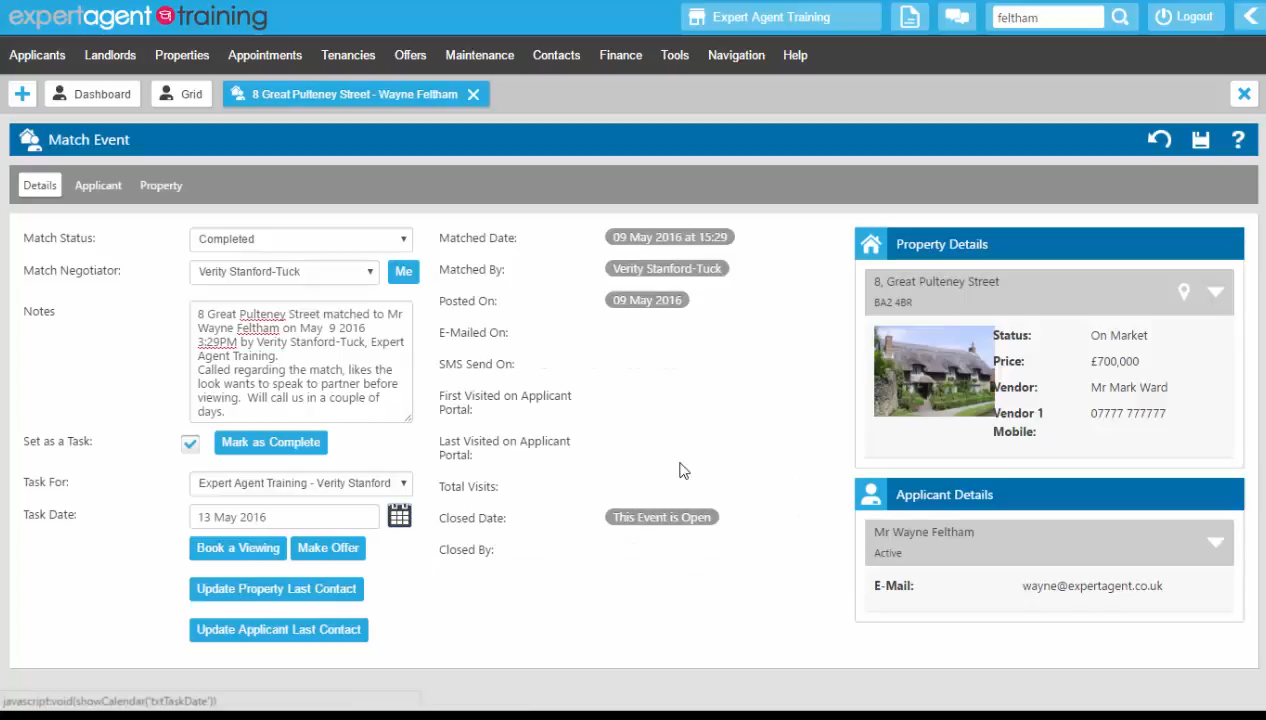 expertagent training
Expert Agent Training
feltham
Logout
Applicants Landlords Properties Appointments Tenancies Offers Maintenance Contacts Finance Tools Navigation Help
Dashboard
Grid
8 Great Pulteney Street - Wayne Feltham
Match Event
?
Details Applicant Property
Match Status:
Completed
Match Negotiator:
Verity Stanford-Tuck
Me
Notes
8 Great Pulteney Street matched to Mr
Wayne Feltham on May 9 2016
3:29PM by Verity Stanford-Tuck, Expert
Agent Training.
Called regarding the match, likes the
look wants to speak to partner before
viewing. Will call us in a couple of
days.
Set as a Task:
Mark as Complete
Task For:
Expert Agent Training - Verity Stanford
Task Date:
13 May 2016
Book a Viewing
Make Offer
Update Property Last Contact
Update Applicant Last Contact
Matched Date:
09 May 2016 at 15:29
Matched By:
Verity Stanford-Tuck
Posted On:
09 May 2016
E-Mailed On:
SMS Send On:
First Visited on Applicant
Portal:
Last Visited on Applicant
Portal:
Total Visits:
Closed Date:
This Event is Open
Closed By:
Property Details
8, Great Pulteney Street
BA2 4BR
Status: On Market
Price: £700,000
Vendor: Mr Mark Ward
Vendor 1 07777 777777
Mobile:
Applicant Details
Mr Wayne Feltham
Active
E-Mail: wayne@expertagent.co.uk
javascript:void(showCalendar('txtTaskDate'))